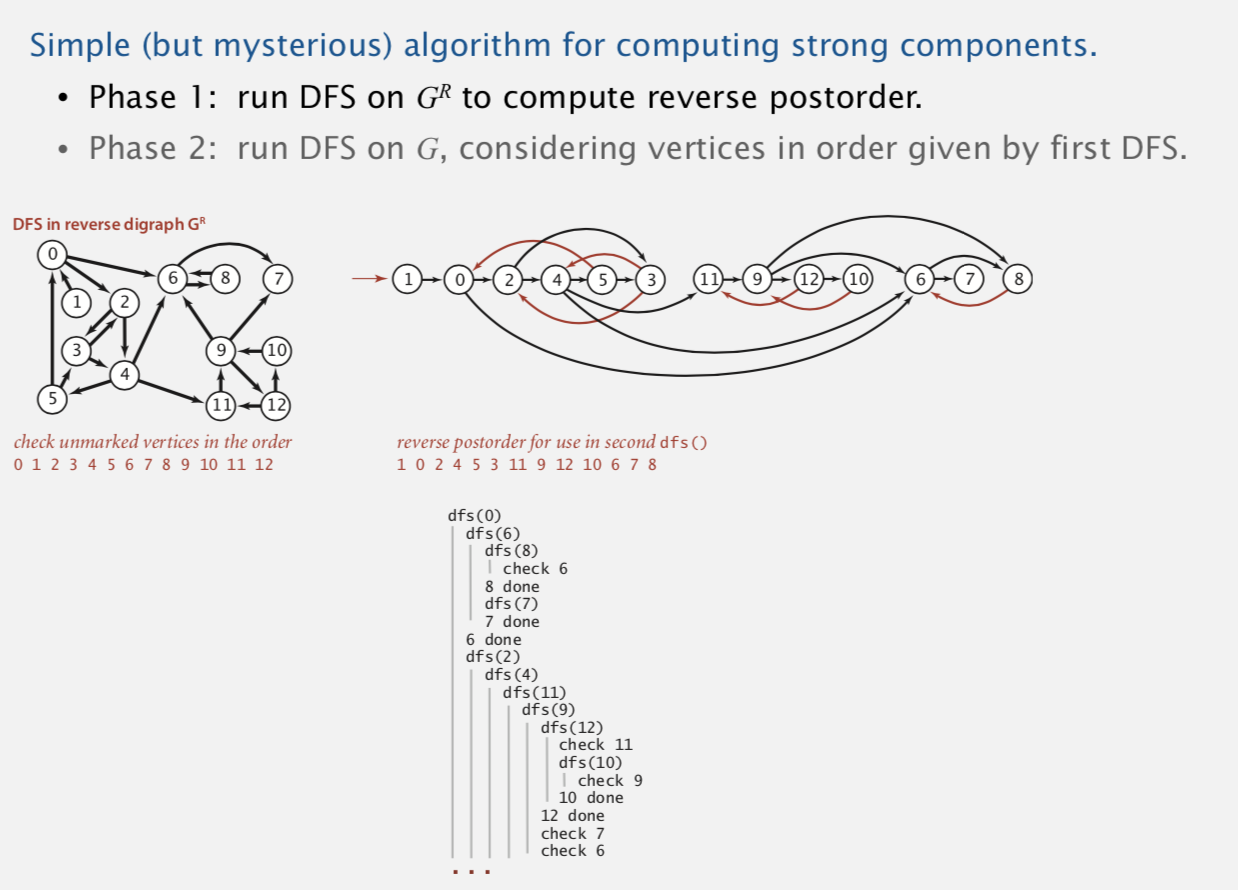 Simple (but mysterious) algorithm for computing strong components.
• Phase 1: run DFS on G^R to compute reverse postorder.
• Phase 2: run DFS on G, considering vertices in order given by first DFS.
DFS in reverse digraph G^R
0
6
8
7
1
2
3
9
10
4
5
11
12
1
0
2
4
5
3
11
9
12
10
6
7
8
check unmarked vertices in the order
0 1 2 3 4 5 6 7 8 9 10 11 12
reverse postorder for use in second dfs()
1 0 2 4 5 3 11 9 12 10 6 7 8
dfs(0)
dfs(6)
dfs(8)
check 6
8 done
dfs(7)
7 done
6 done
dfs(2)
dfs(4)
dfs(11)
dfs(9)
dfs(12)
check 11
dfs(10)
check 9
10 done
12 done
check 7
check 6
...